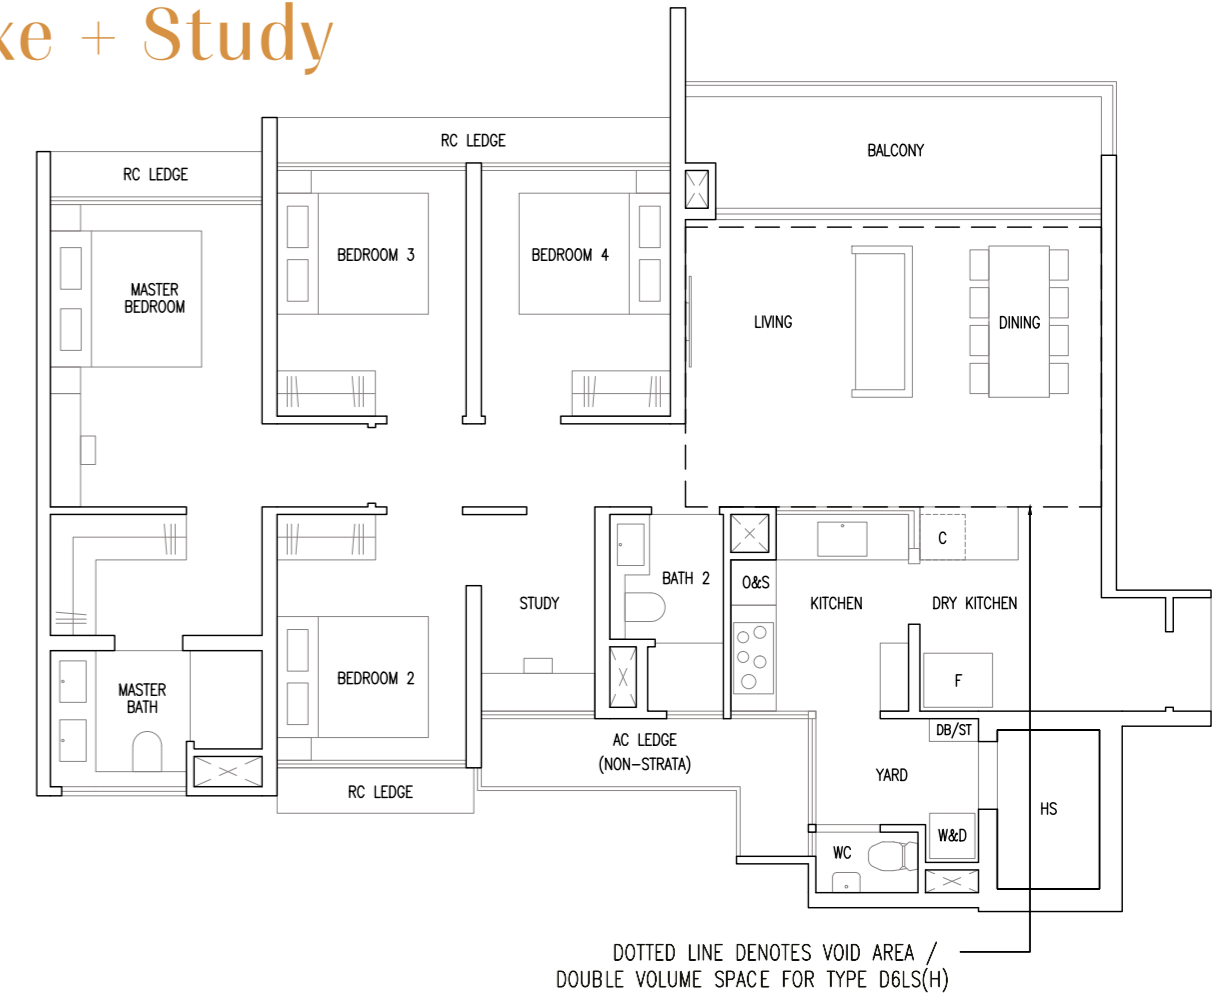 + Study
RC LEDGE
BALCONY
RC LEDGE
BEDROOM 3
BEDROOM 4
MASTER
BEDROOM
LIVING
DINING
C
BATH 2
O&S
STUDY
KITCHEN
DRY KITCHEN
BEDROOM 2
F
MASTER
BATH
DB/ST
AC LEDGE
(NON-STRATA)
YARD
RC LEDGE
HS
W&D
WC
DOTTED LINE DENOTES VOID AREA /
DOUBLE VOLUME SPACE FOR TYPE D6LS(H)